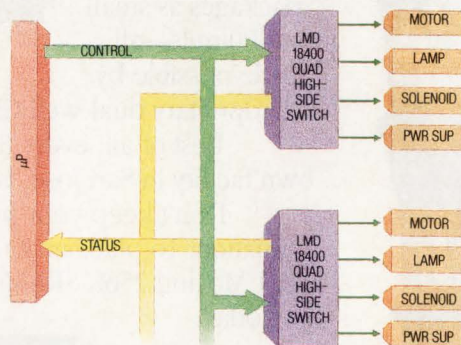 µP
CONTROL
STATUS
LMD
18400
QUAD
HIGH-
SIDE
SWITCH
MOTOR
LAMP
SOLENOID
PWR SUP
LMD
18400
QUAD
HIGH-
SIDE
SWITCH
MOTOR
LAMP
SOLENOID
PWR SUP